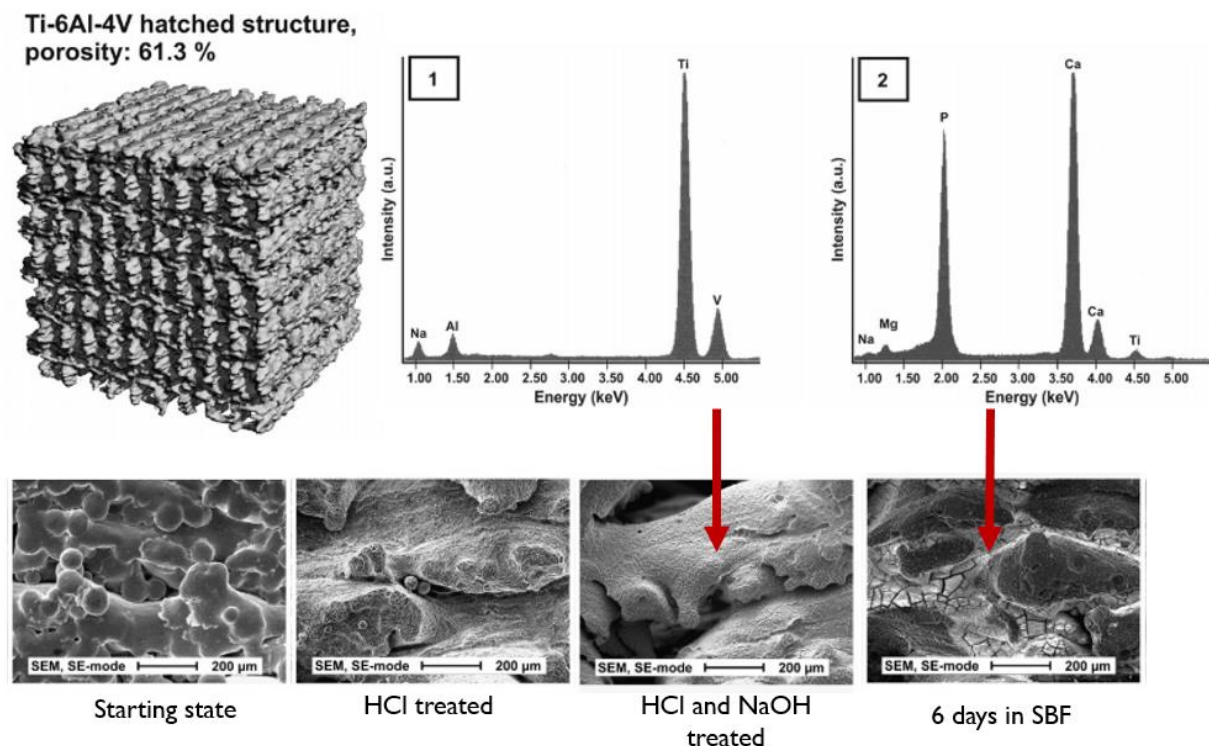 Ti-6Al-4V hatched structure,
porosity: 61.3 %
1
Ti
V
Na
Al
Intensity (a.u.)
1.00 1.50 2.00 2.50 3.00 3.50 4.00 4.50 5.00
Energy (keV)
2
Ca
P
Ca
Mg
Na
Ti
Intensity (a.u.)
1.00 1.50 2.00 2.50 3.00 3.50 4.00 4.50 5.00
Energy (keV)
SEM, SE-mode 200 μm
SEM, SE-mode 200 μm
SEM, SE-mode 200 μm
SEM, SE-mode 200 μm
Starting state
HCl treated
HCl and NaOH
treated
6 days in SBF